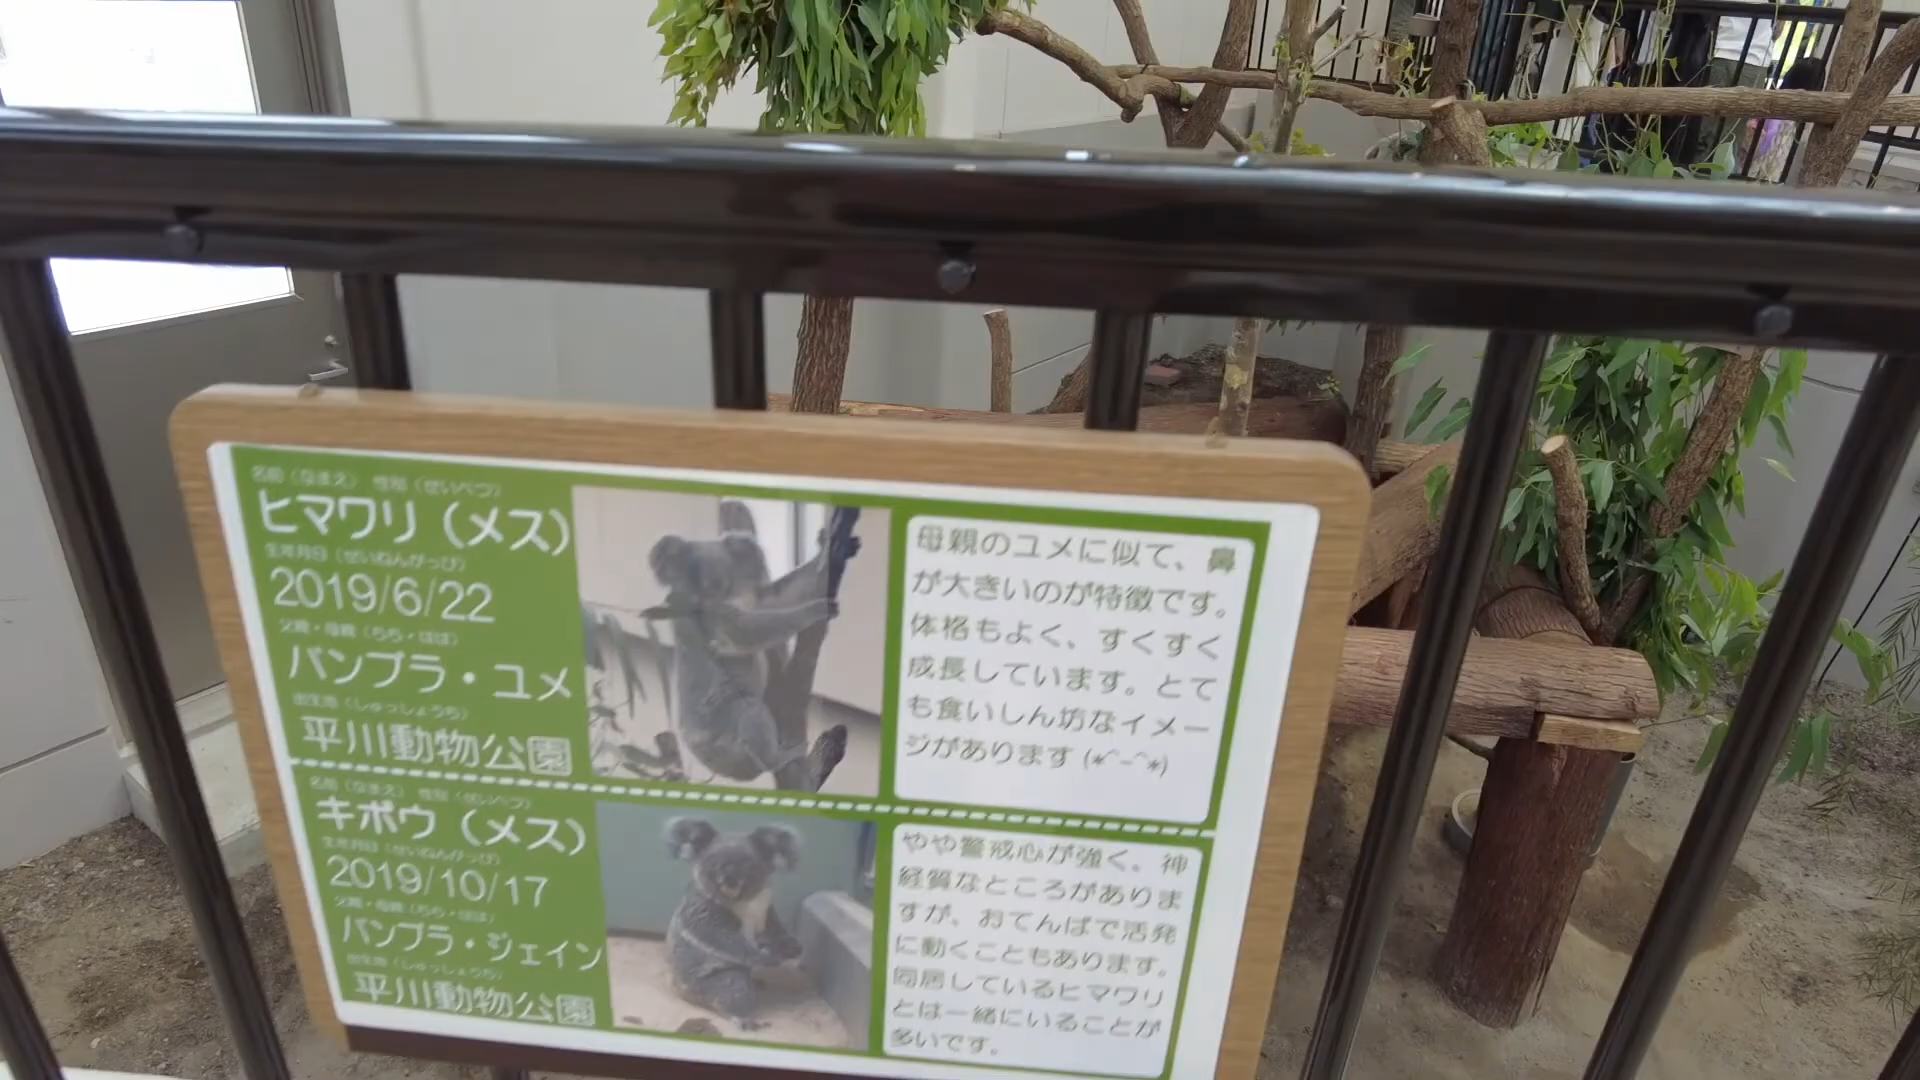 名前（なまえ） 性別（せいべつ）
ヒマワリ（メス）
生年月日（せいねんがっぴ）
2019/6/22
父親・母親（ちち・はは）
バンブラ・ユメ
出生地（しゅっしょうち）
平川動物公園
母親のユメに似て、鼻
が大きいのが特徴です。
体格もよく、すくすく
成長しています。とて
も食いしん坊なイメー
ジがあります(*^-^*)
名前（なまえ） 性別（せいべつ）
キボウ（メス）
生年月日（せいねんがっぴ）
2019/10/17
父親・母親（ちち・はは）
バンブラ・ジェイン
出生地（しゅっしょうち）
平川動物公園
やや警戒心が強く、神
経質なところがありま
すが、おてんばで活発
に動くこともあります。
同居しているヒマワリ
とは一緒にいることが
多いです。